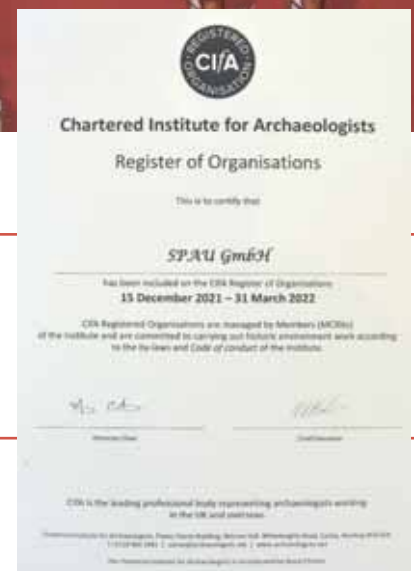 REGISTERED
CIfA
ORGANISATION
Chartered Institute for Archaeologists
Register of Organisations
This is to certify that
SPAU GmbH
has been included on the CIfA Register of Organisations
15 December 2021 – 31 March 2022
CIfA Registered Organisations are managed by Members (MCIfAs)
of the Institute and are committed to carrying out historic environment work according
to the by-laws and Code of conduct of the Institute.
CIfA is the leading professional body representing archaeologists working
in the UK and overseas